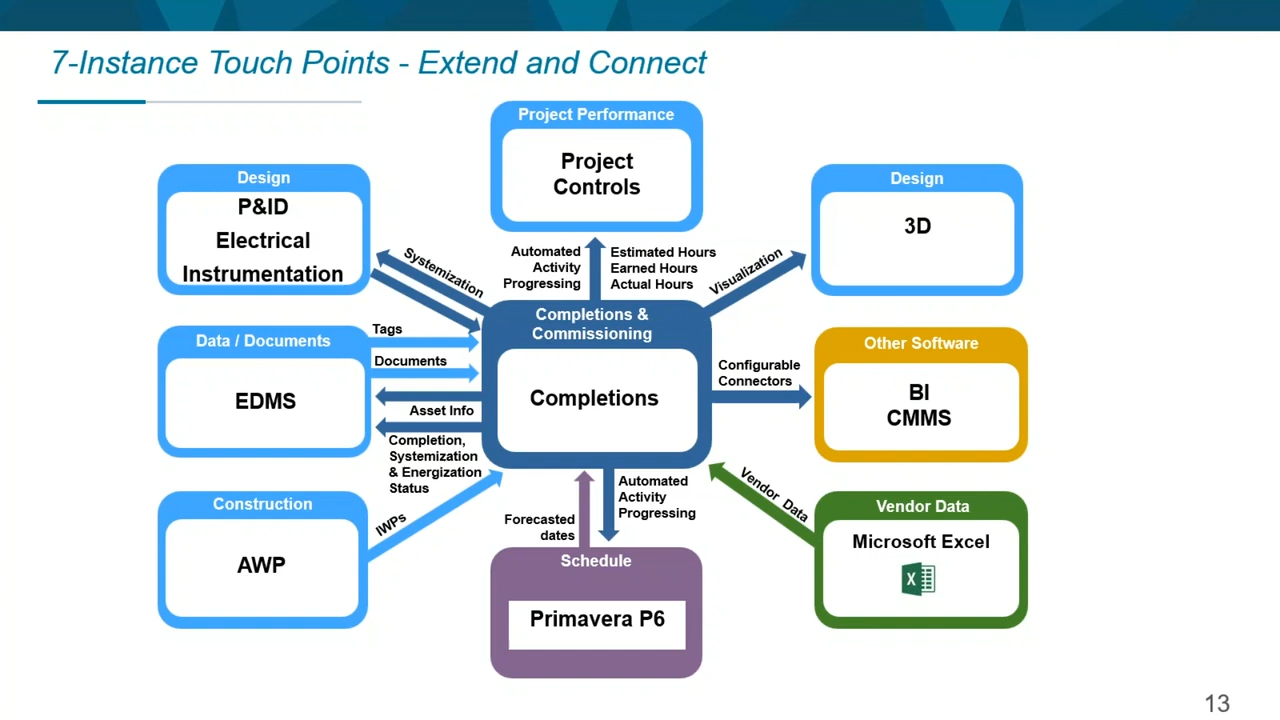 7-Instance Touch Points - Extend and Connect
Project Performance
Project
Controls
Design
P&ID
Electrical
Instrumentation
Design
3D
Systemization
Automated
Activity
Progressing
Estimated Hours
Earned Hours
Actual Hours
Visualization
Data / Documents
EDMS
Tags
Documents
Asset Info
Completion,
Systemization
& Energization
Status
Completions &
Commissioning
Completions
Configurable
Connectors
Other Software
BI
CMMS
Construction
AWP
IWPs
Forecasted
dates
Automated
Activity
Progressing
Vendor Data
Schedule
Primavera P6
Vendor Data
Microsoft Excel
X
13